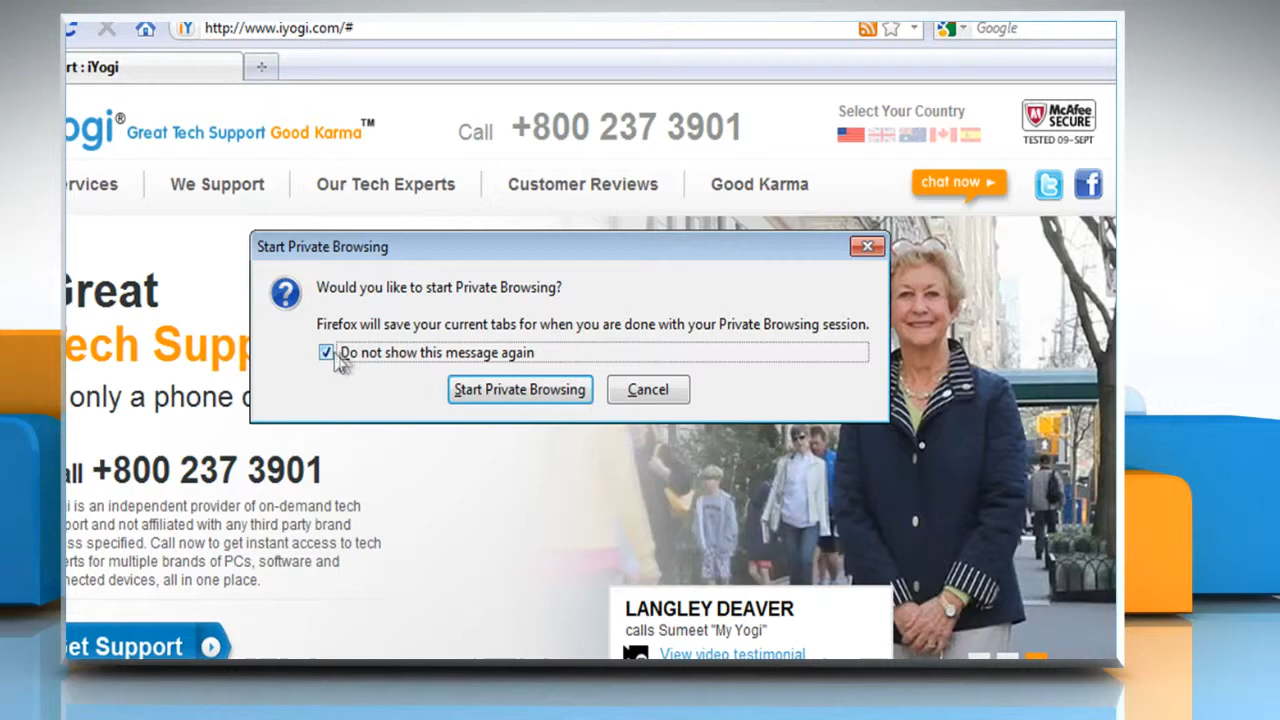 http://www.iyogi.com/#
Google
rt : iYogi
ogi® Great Tech Support Good Karma™
Call +800 237 3901
Select Your Country
McAfee
SECURE
TESTED 09-SEPT
rvices
We Support
Our Tech Experts
Customer Reviews
Good Karma
chat now
Start Private Browsing
Would you like to start Private Browsing?
Firefox will save your current tabs for when you are done with your Private Browsing session.
Do not show this message again
Start Private Browsing
Cancel
Great
ech Supp
only a phone c
all +800 237 3901
i is an independent provider of on-demand tech
port and not affiliated with any third party brand
ss specified. Call now to get instant access to tech
erts for multiple brands of PCs, software and
nected devices, all in one place.
et Support
LANGLEY DEAVER
calls Sumeet "My Yogi"
View video testimonial